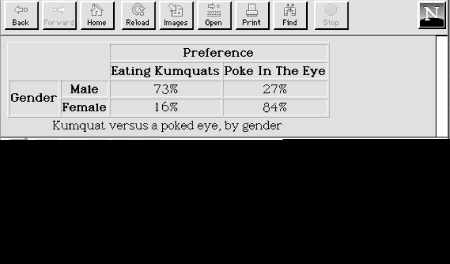 Back Forward Home Reload Images Open Print Find Stop
N
Preference
Eating Kumquats Poke In The Eye
Gender Male 73% 27%
Female 16% 84%
Kumquat versus a poked eye, by gender